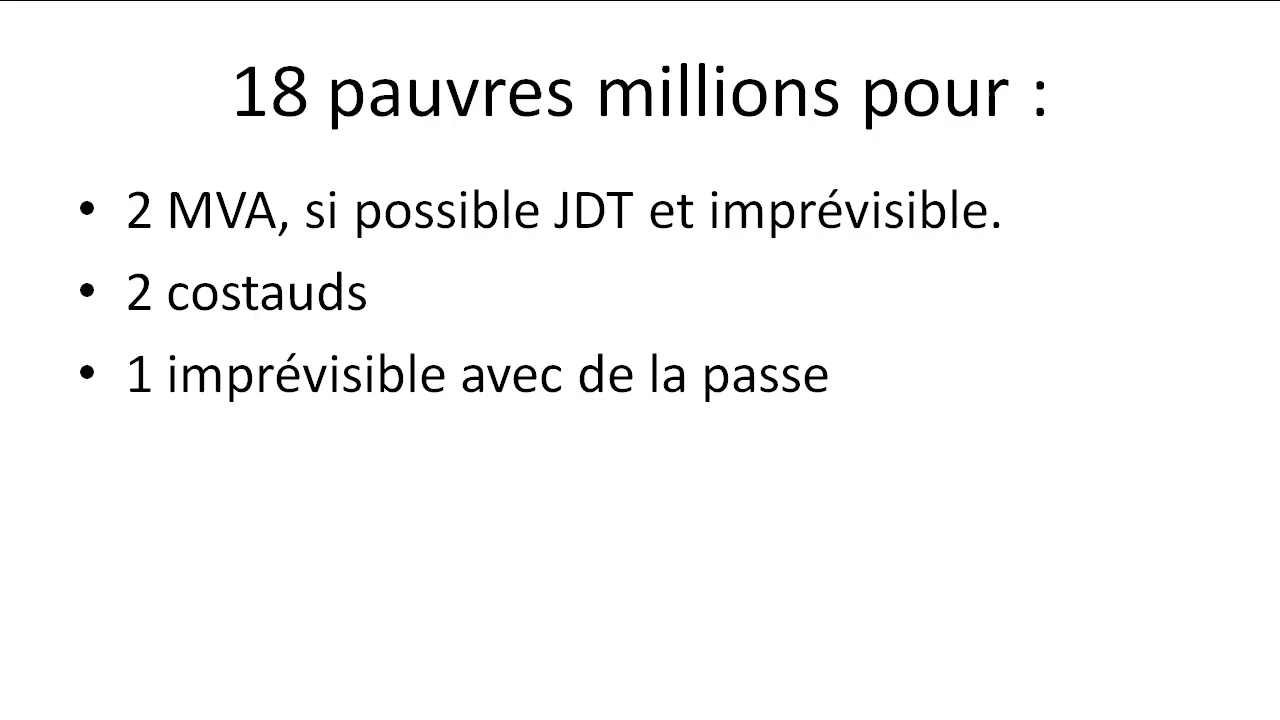 18 pauvres millions pour :
• 2 MVA, si possible JDT et imprévisible.
• 2 costauds
• 1 imprévisible avec de la passe